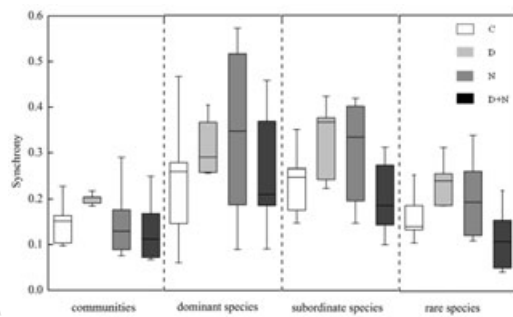 0.6
0.5
0.4
0.3
0.2
0.1
0.0
Synchrony
C
D
N
D+N
communities
dominant species
subordinate species
rare species